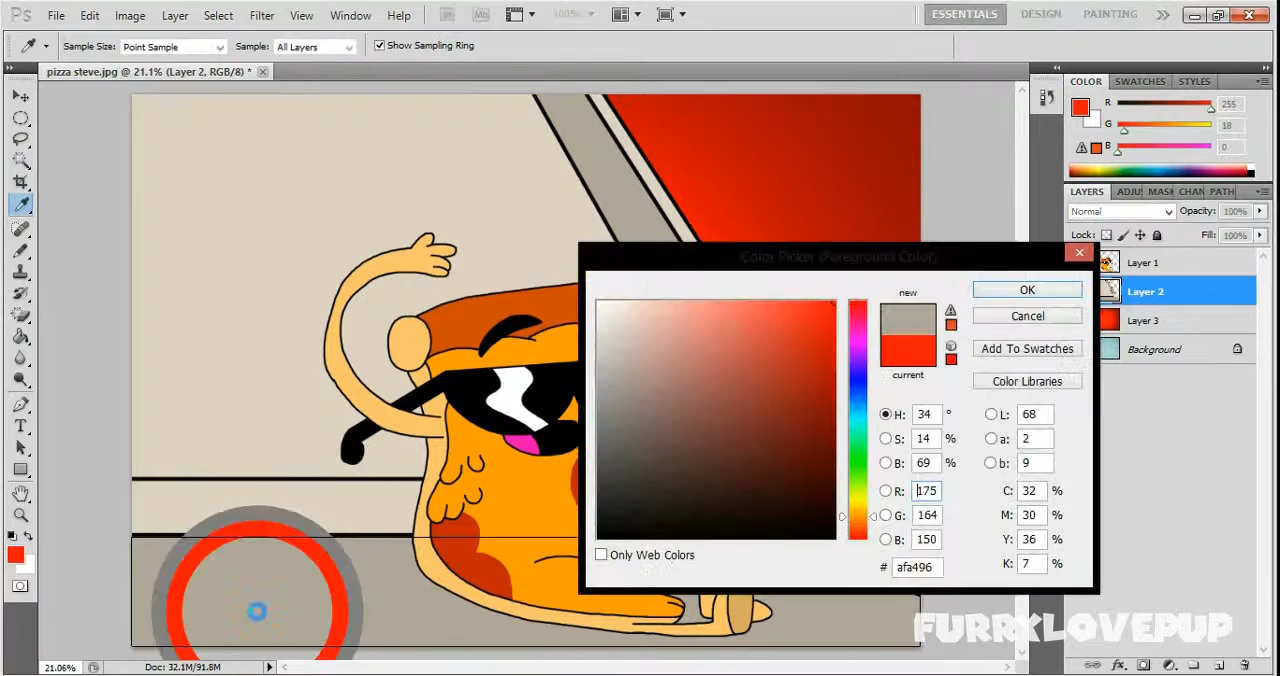 Ps File Edit Image Layer Select Filter View Window Help Br Mb 100% ESSENTIALS DESIGN PAINTING
Sample Size: Point Sample Sample: All Layers Show Sampling Ring
pizza steve.jpg @ 21.1% (Layer 2, RGB/8) *
COLOR SWATCHES STYLES
R 255
G 18
B 0
LAYERS ADJU MASK CHAN PATH
Normal Opacity: 100%
Lock: Fill: 100%
Layer 1
Layer 2
Layer 3
Background
Color Picker (Foreground Color)
new
current
OK
Cancel
Add To Swatches
Color Libraries
H: 34 ° L: 68
S: 14 % a: 2
B: 69 % b: 9
R: 175 C: 32 %
G: 164 M: 30 %
B: 150 Y: 36 %
# afa496 K: 7 %
Only Web Colors
FURRYLOVEPUP
21.06% Doc: 32.1M/91.8M